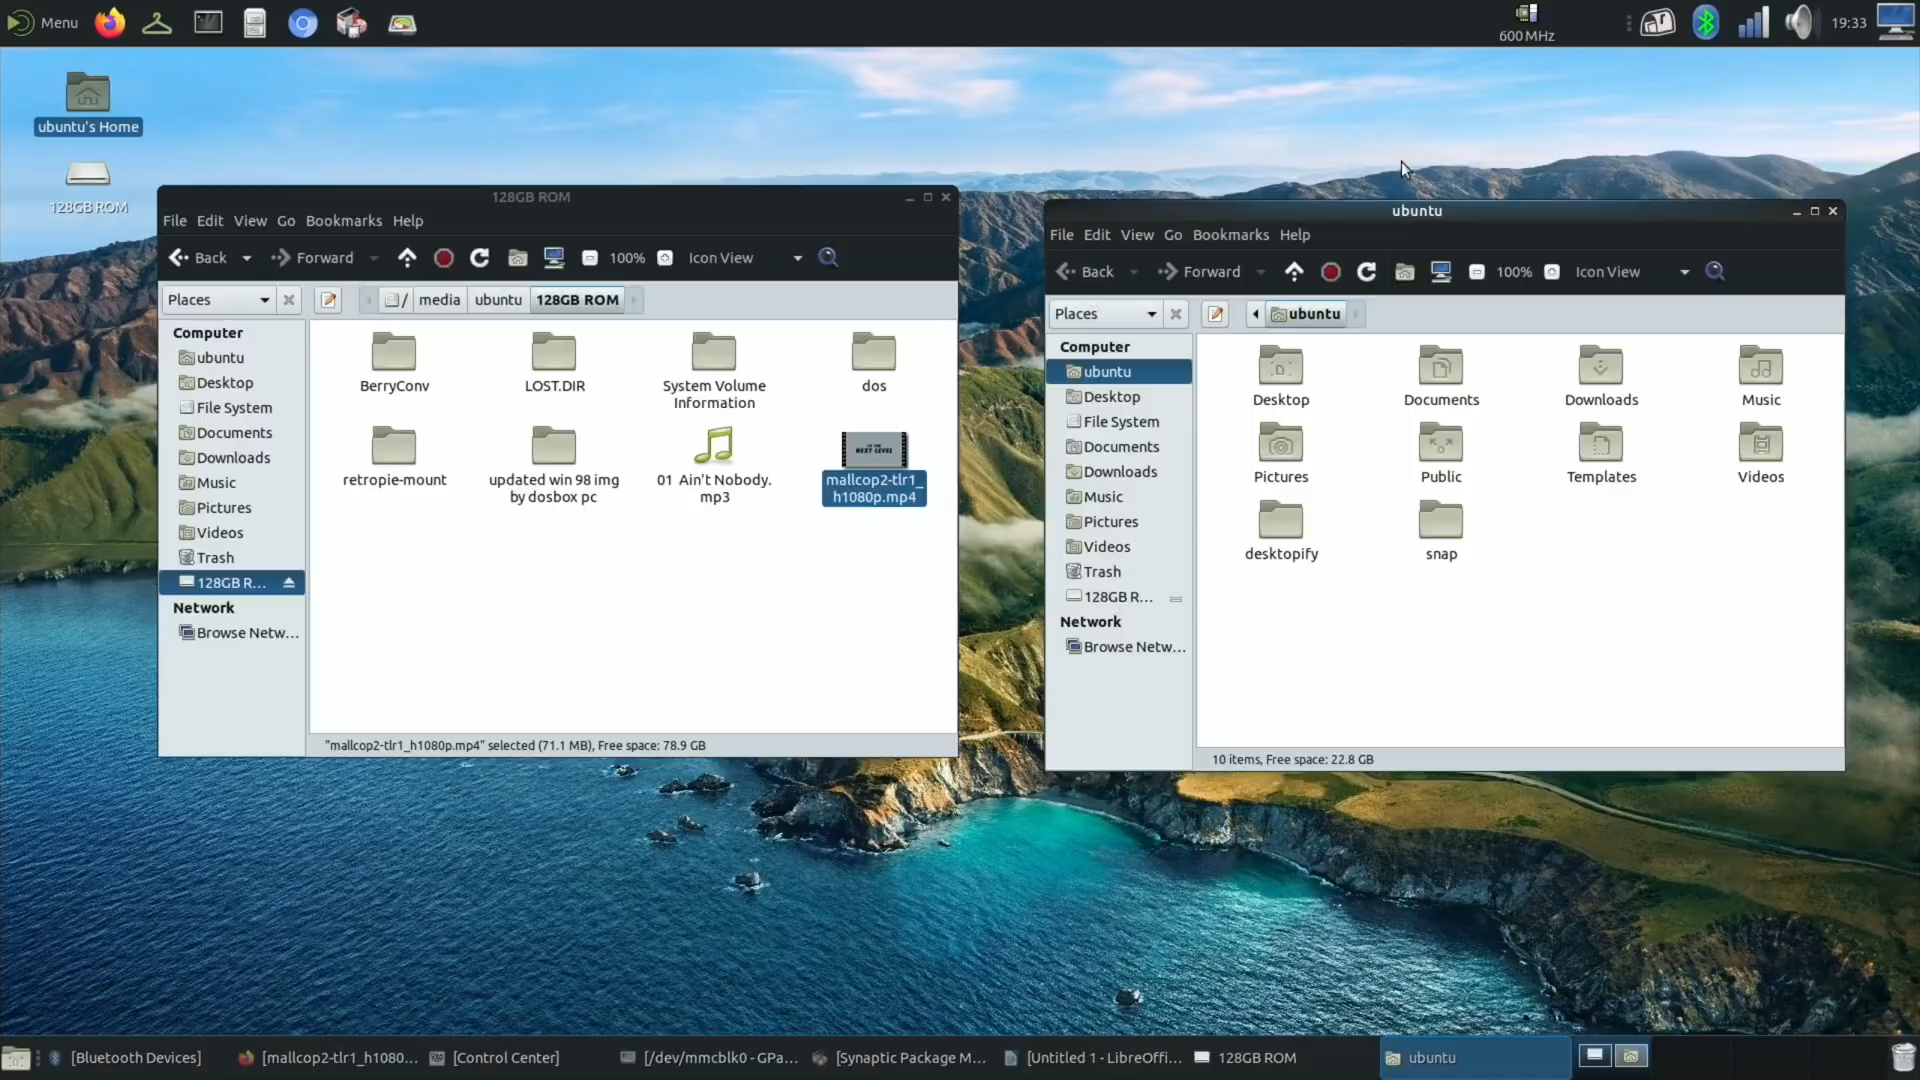 Menu
600 MHz
19:33
ubuntu's Home
128GB ROM
128GB ROM
File Edit View Go Bookmarks Help
Back Forward 100% Icon View
Places / media ubuntu 128GB ROM
Computer
ubuntu
Desktop
File System
Documents
Downloads
Music
Pictures
Videos
Trash
128GB R...
Network
Browse Netw...
BerryConv
LOST.DIR
System Volume
Information
dos
retropie-mount
updated win 98 img
by dosbox pc
01 Ain't Nobody.
mp3
NEXT LEVEL
mallcop2-tlr1_
h1080p.mp4
"mallcop2-tlr1_h1080p.mp4" selected (71.1 MB), Free space: 78.9 GB
ubuntu
File Edit View Go Bookmarks Help
Back Forward 100% Icon View
Places ubuntu
Computer
ubuntu
Desktop
File System
Documents
Downloads
Music
Pictures
Videos
Trash
128GB R...
Network
Browse Netw...
Desktop
Documents
Downloads
Music
Pictures
Public
Templates
Videos
desktopify
snap
10 items, Free space: 22.8 GB
[Bluetooth Devices] [mallcop2-tlr1_h1080... [Control Center] [/dev/mmcblk0 - GPa... [Synaptic Package M... [Untitled 1 - LibreOffi... 128GB ROM ubuntu